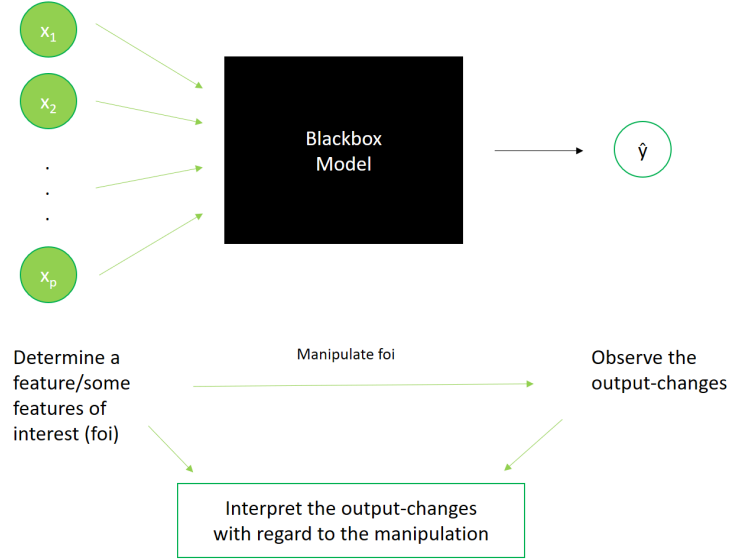 x1
x2
.
.
.
xp
Blackbox
Model
ŷ
Determine a
feature/some
features of
interest (foi)
Manipulate foi
Observe the
output-changes
Interpret the output-changes
with regard to the manipulation